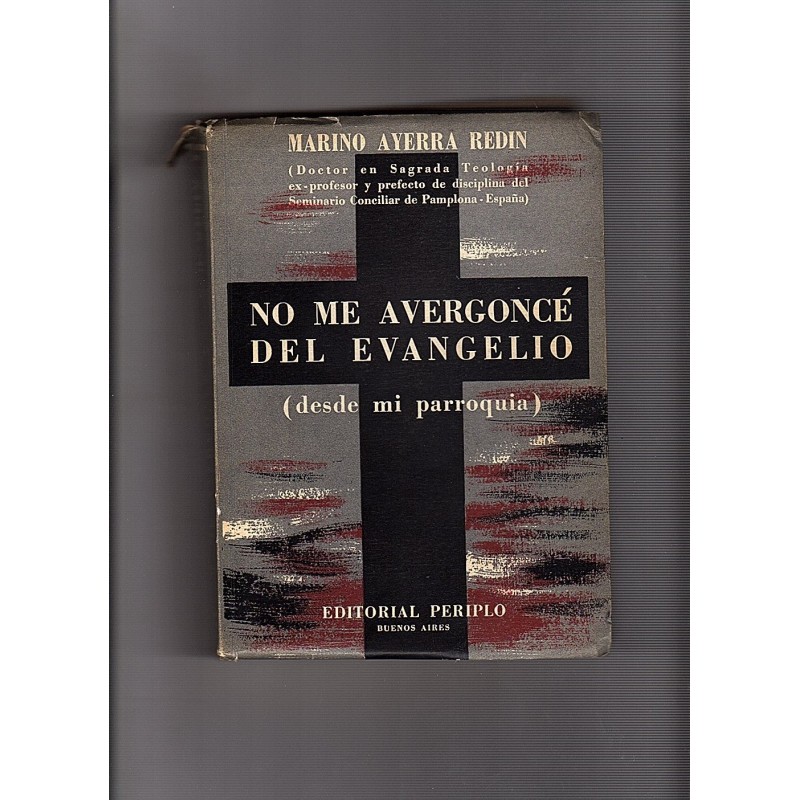 MARINO AYERRA REDIN
(Doctor en Sagrada Teología
ex-profesor y prefecto de disciplina del
Seminario Conciliar de Pamplona - España)
NO ME AVERGONCÉ
DEL EVANGELIO
(desde mi parroquia)
EDITORIAL PERIPLO
BUENOS AIRES